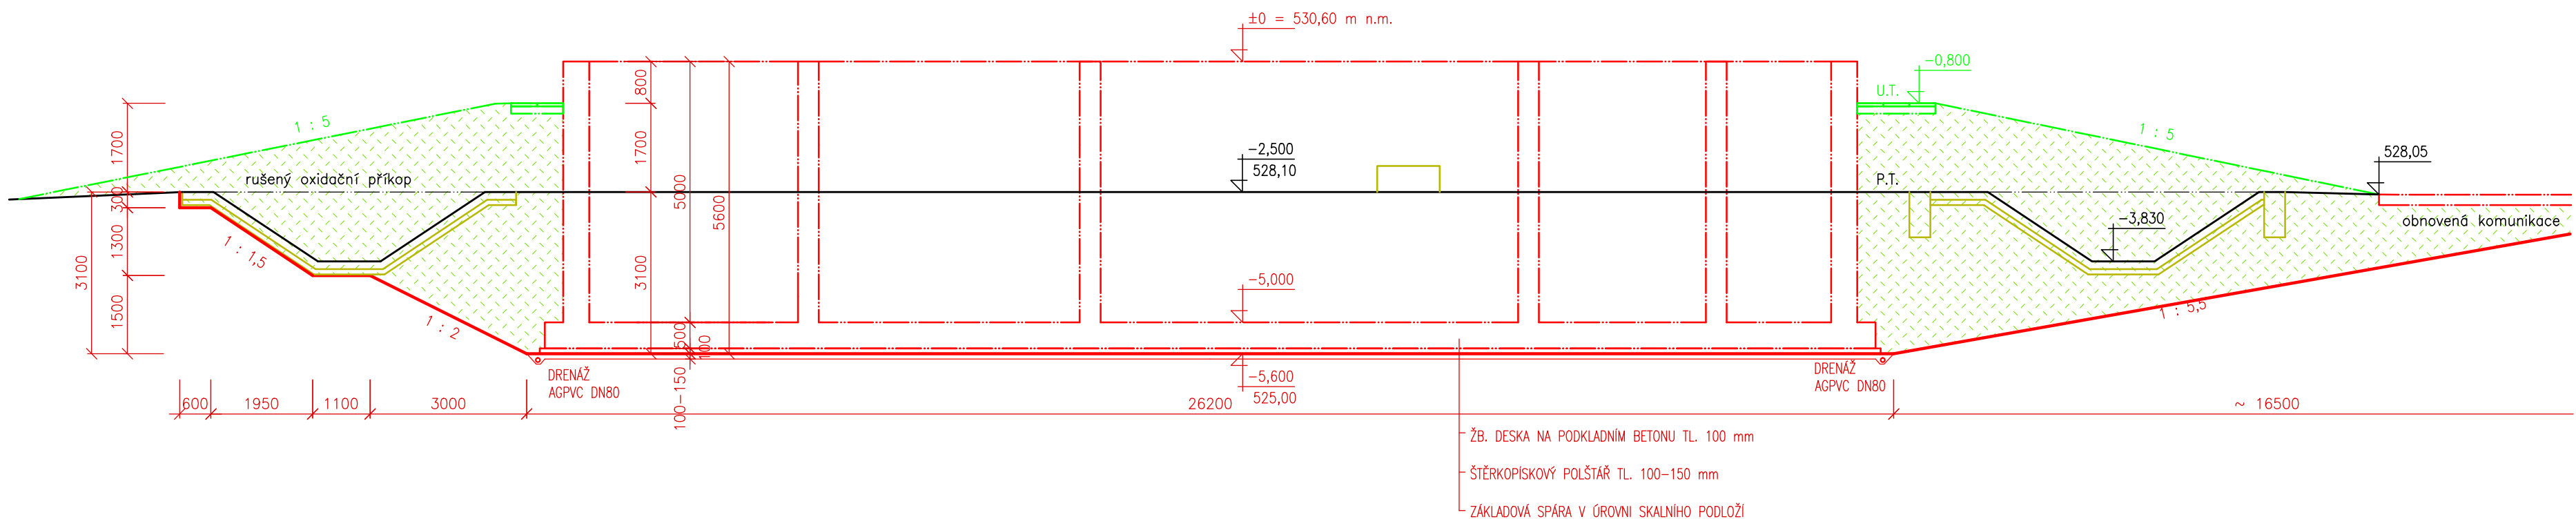 ±0 = 530,60 m n.m.
-0,800
U.T.
1 : 5
1 : 5
800
1700
1700
-2,500
528,10
528,05
rušený oxidační příkop
P.T.
300
5000
5600
-3,830
obnovená komunikace
1300
1 : 1,5
3100
3100
-5,000
1500
1 : 2
500
100
1 : 5,5
DRENÁŽ
AGPVC DN80
100-150
-5,600
525,00
DRENÁŽ
AGPVC DN80
600
1950
1100
3000
26200
~ 16500
ŽB. DESKA NA PODKLADNÍM BETONU TL. 100 mm
ŠTĚRKOPÍSKOVÝ POLŠTÁŘ TL. 100-150 mm
ZÁKLADOVÁ SPÁRA V ÚROVNI SKALNÍHO PODLOŽÍ